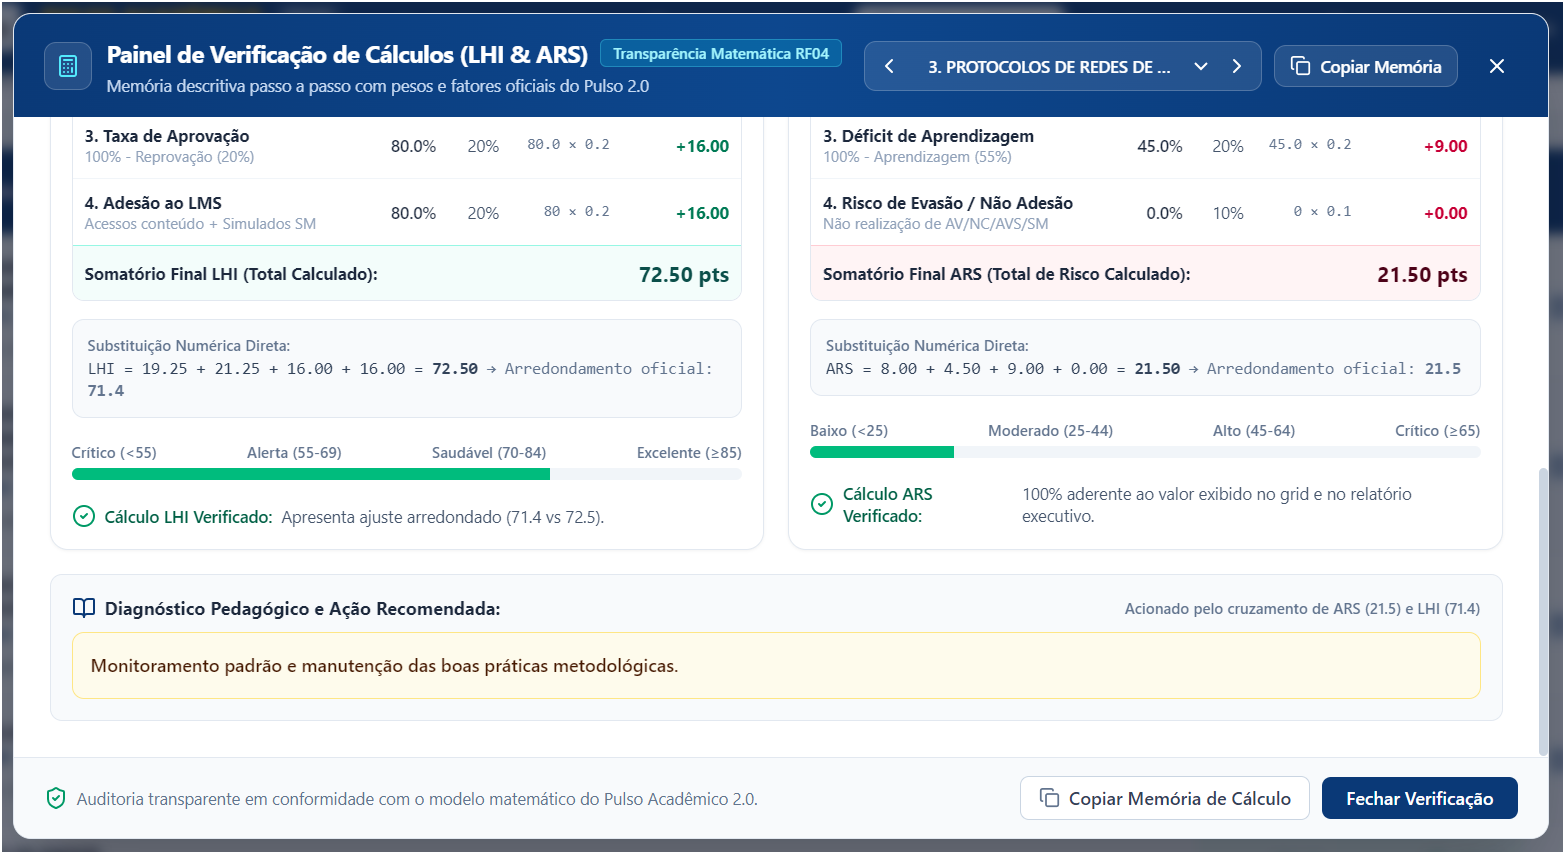 Painel de Verificação de Cálculos (LHI & ARS)
Transparência Matemática RF04
Memória descritiva passo a passo com pesos e fatores oficiais do Pulso 2.0
3. PROTOCOLOS DE REDES DE ...
Copiar Memória
3. Taxa de Aprovação
100% - Reprovação (20%)
80.0%
20%
80.0 × 0.2
+16.00
4. Adesão ao LMS
Acessos conteúdo + Simulados SM
80.0%
20%
80 × 0.2
+16.00
Somatório Final LHI (Total Calculado):
72.50 pts
Substituição Numérica Direta:
LHI = 19.25 + 21.25 + 16.00 + 16.00 = 72.50 → Arredondamento oficial:
71.4
Crítico (<55)
Alerta (55-69)
Saudável (70-84)
Excelente (≥85)
Cálculo LHI Verificado:
Apresenta ajuste arredondado (71.4 vs 72.5).
3. Déficit de Aprendizagem
100% - Aprendizagem (55%)
45.0%
20%
45.0 × 0.2
+9.00
4. Risco de Evasão / Não Adesão
Não realização de AV/NC/AVS/SM
0.0%
10%
0 × 0.1
+0.00
Somatório Final ARS (Total de Risco Calculado):
21.50 pts
Substituição Numérica Direta:
ARS = 8.00 + 4.50 + 9.00 + 0.00 = 21.50 → Arredondamento oficial: 21.5
Baixo (<25)
Moderado (25-44)
Alto (45-64)
Crítico (≥65)
Cálculo ARS
Verificado:
100% aderente ao valor exibido no grid e no relatório
executivo.
Diagnóstico Pedagógico e Ação Recomendada:
Acionado pelo cruzamento de ARS (21.5) e LHI (71.4)
Monitoramento padrão e manutenção das boas práticas metodológicas.
Auditoria transparente em conformidade com o modelo matemático do Pulso Acadêmico 2.0.
Copiar Memória de Cálculo
Fechar Verificação